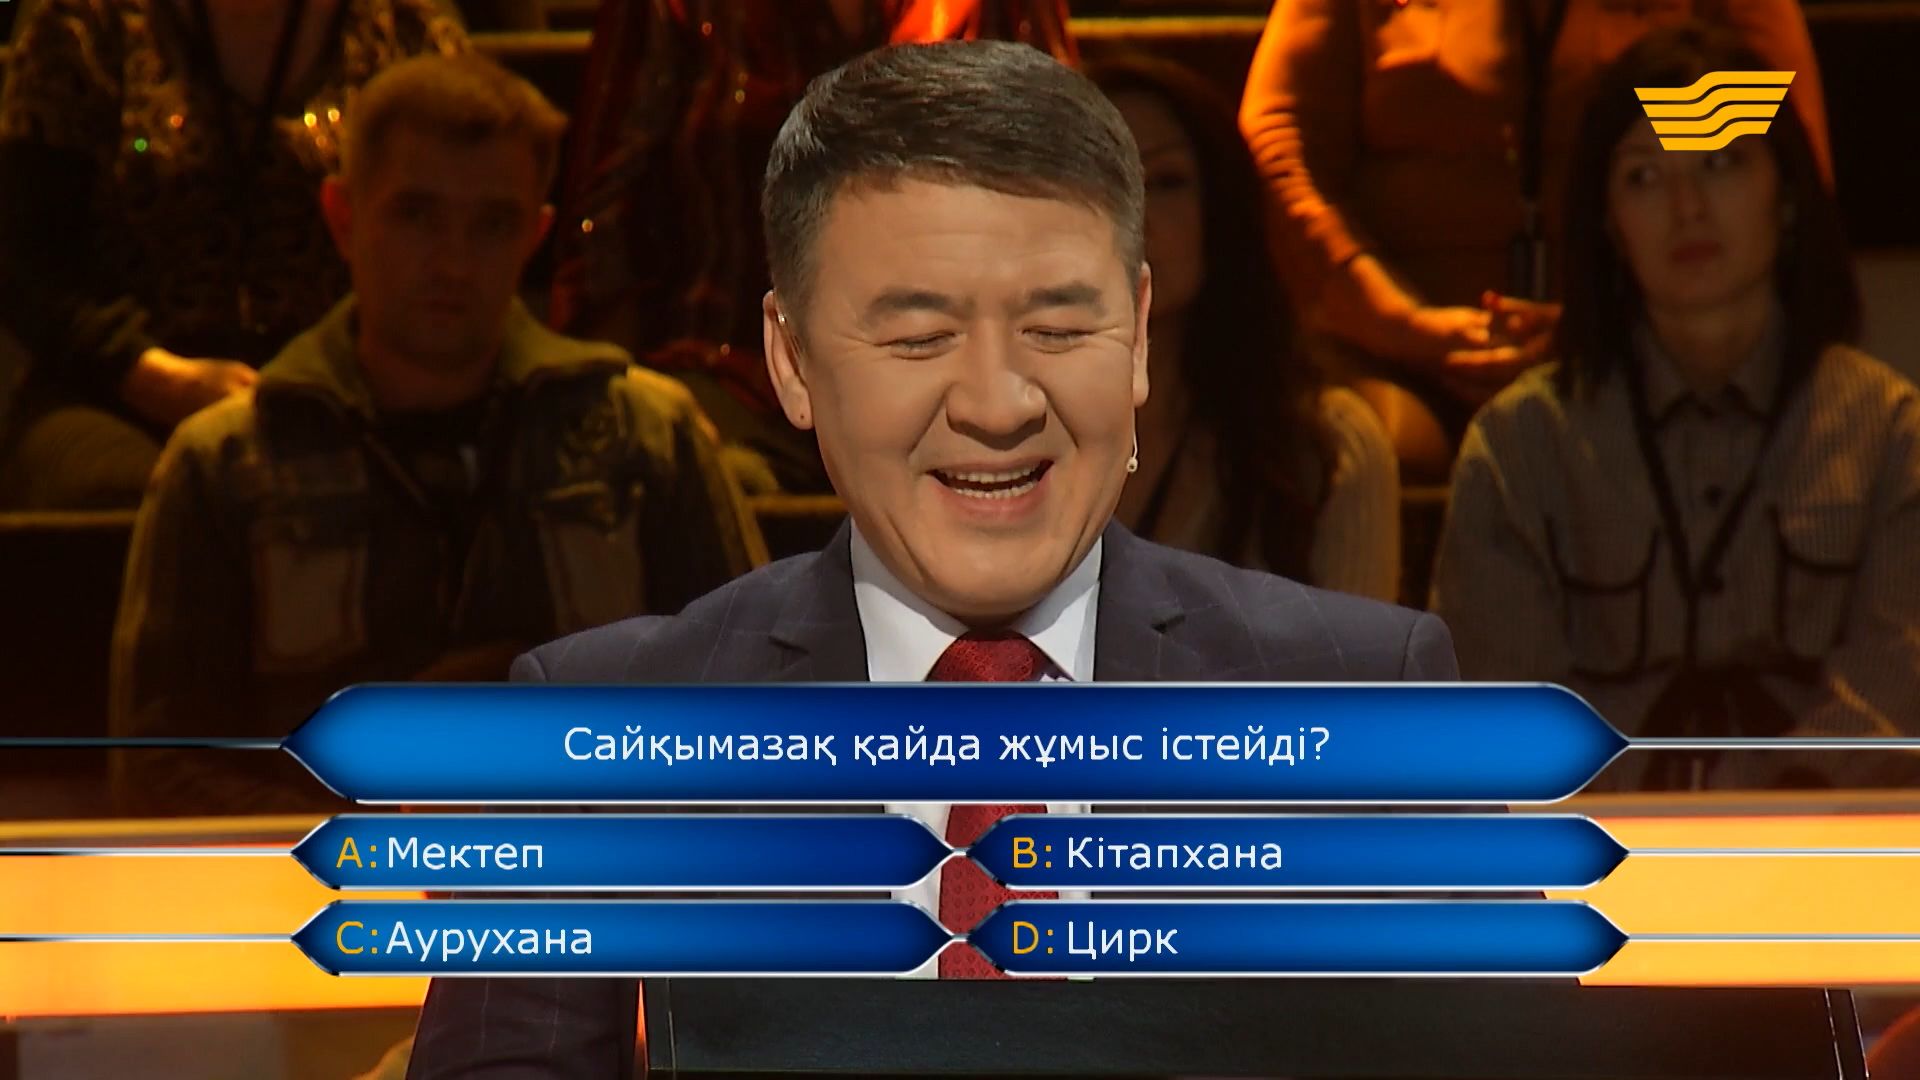 Сайқымазақ қайда жұмыс істейді?
A: Мектеп
B: Кітапхана
C: Аурухана
D: Цирк